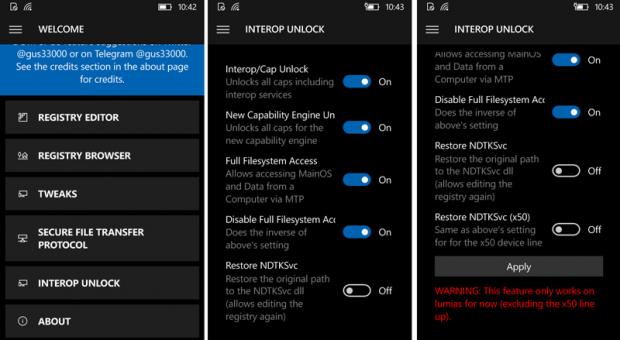 10:42
WELCOME
feature suggestions on Twitter
@gus33000 or on Telegram @gus33000.
See the credits section in the about page
for credits.
REGISTRY EDITOR
REGISTRY BROWSER
TWEAKS
SECURE FILE TRANSFER
PROTOCOL
INTEROP UNLOCK
ABOUT
10:43
INTEROP UNLOCK
Interop/Cap Unlock
Unlocks all caps including
interop services
On
New Capability Engine Un
Unlocks all caps for the
new capability engine
On
Full Filesystem Access
Allows accessing MainOS
and Data from a
Computer via MTP
On
Disable Full Filesystem Acc
Does the inverse of
above's setting
On
Restore NDTKSvc
Restore the original path
to the NDTKSvc dll
(allows editing the
registry again)
Off
10:43
INTEROP UNLOCK
Allows accessing MainOS
and Data from a
Computer via MTP
On
Disable Full Filesystem Acc
Does the inverse of
above's setting
On
Restore NDTKSvc
Restore the original path
to the NDTKSvc dll
(allows editing the
registry again)
Off
Restore NDTKSvc (x50)
Same as above's setting
for for the x50 device line
Off
Apply
WARNING: This feature only works on
lumias for now (excluding the x50 line
up).